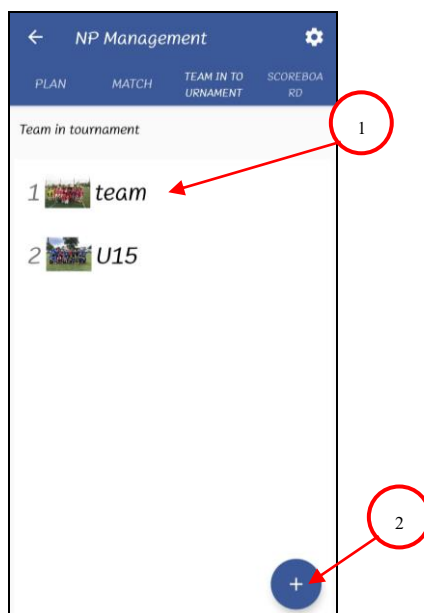 NP Management
PLAN MATCH TEAM IN TO SCOREBOA
URNAMENT RD
Team in tournament
1
1 team
2 U15
2
+